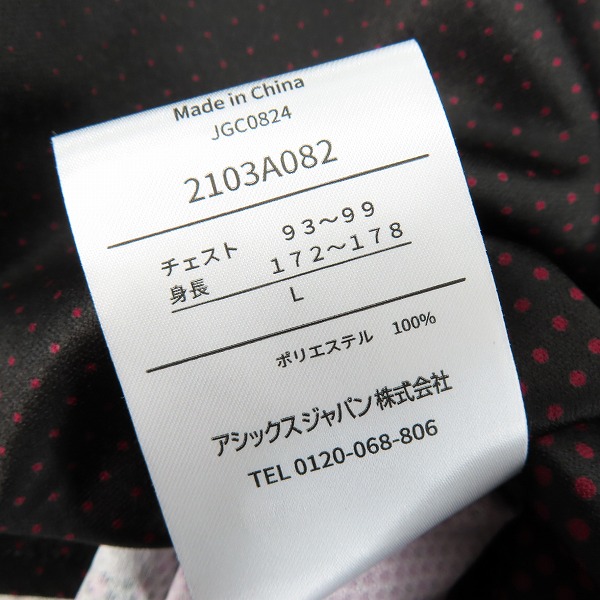 Made in China
JGC0824
2103A082
チェスト 93～99
身長 172～178
L
ポリエステル 100%
アシックスジャパン株式会社
TEL 0120-068-806